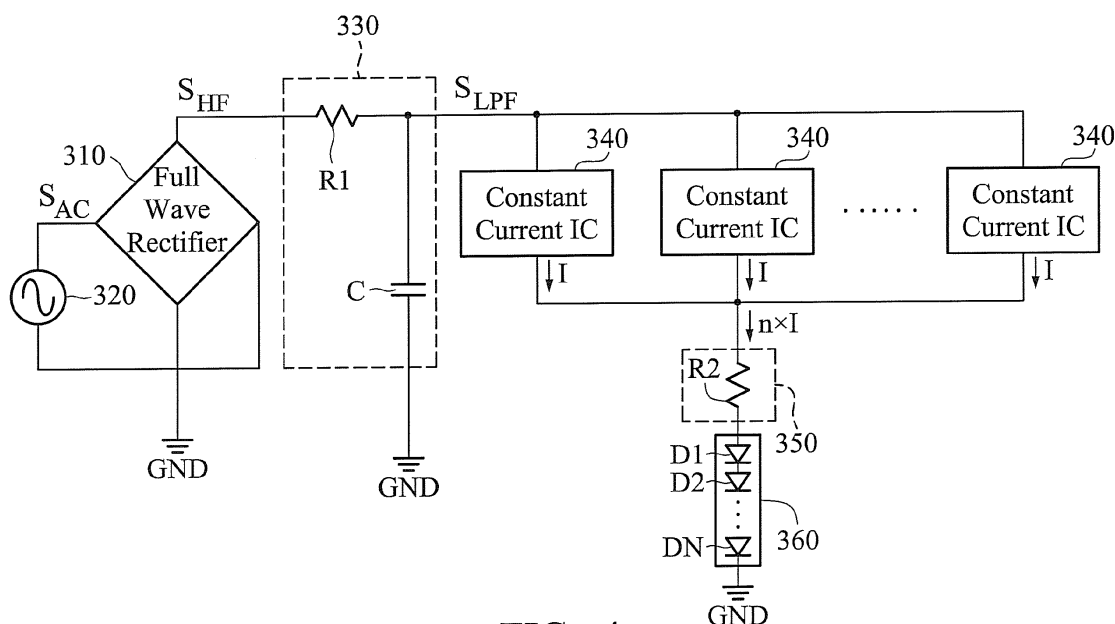 330
S_HF
S_LPF
310
Full
Wave
Rectifier
S_AC
320
R1
C
340
Constant
Current IC
340
Constant
Current IC
......
340
Constant
Current IC
I
I
I
n×I
R2
350
D1
D2
DN
360
GND
GND
GND